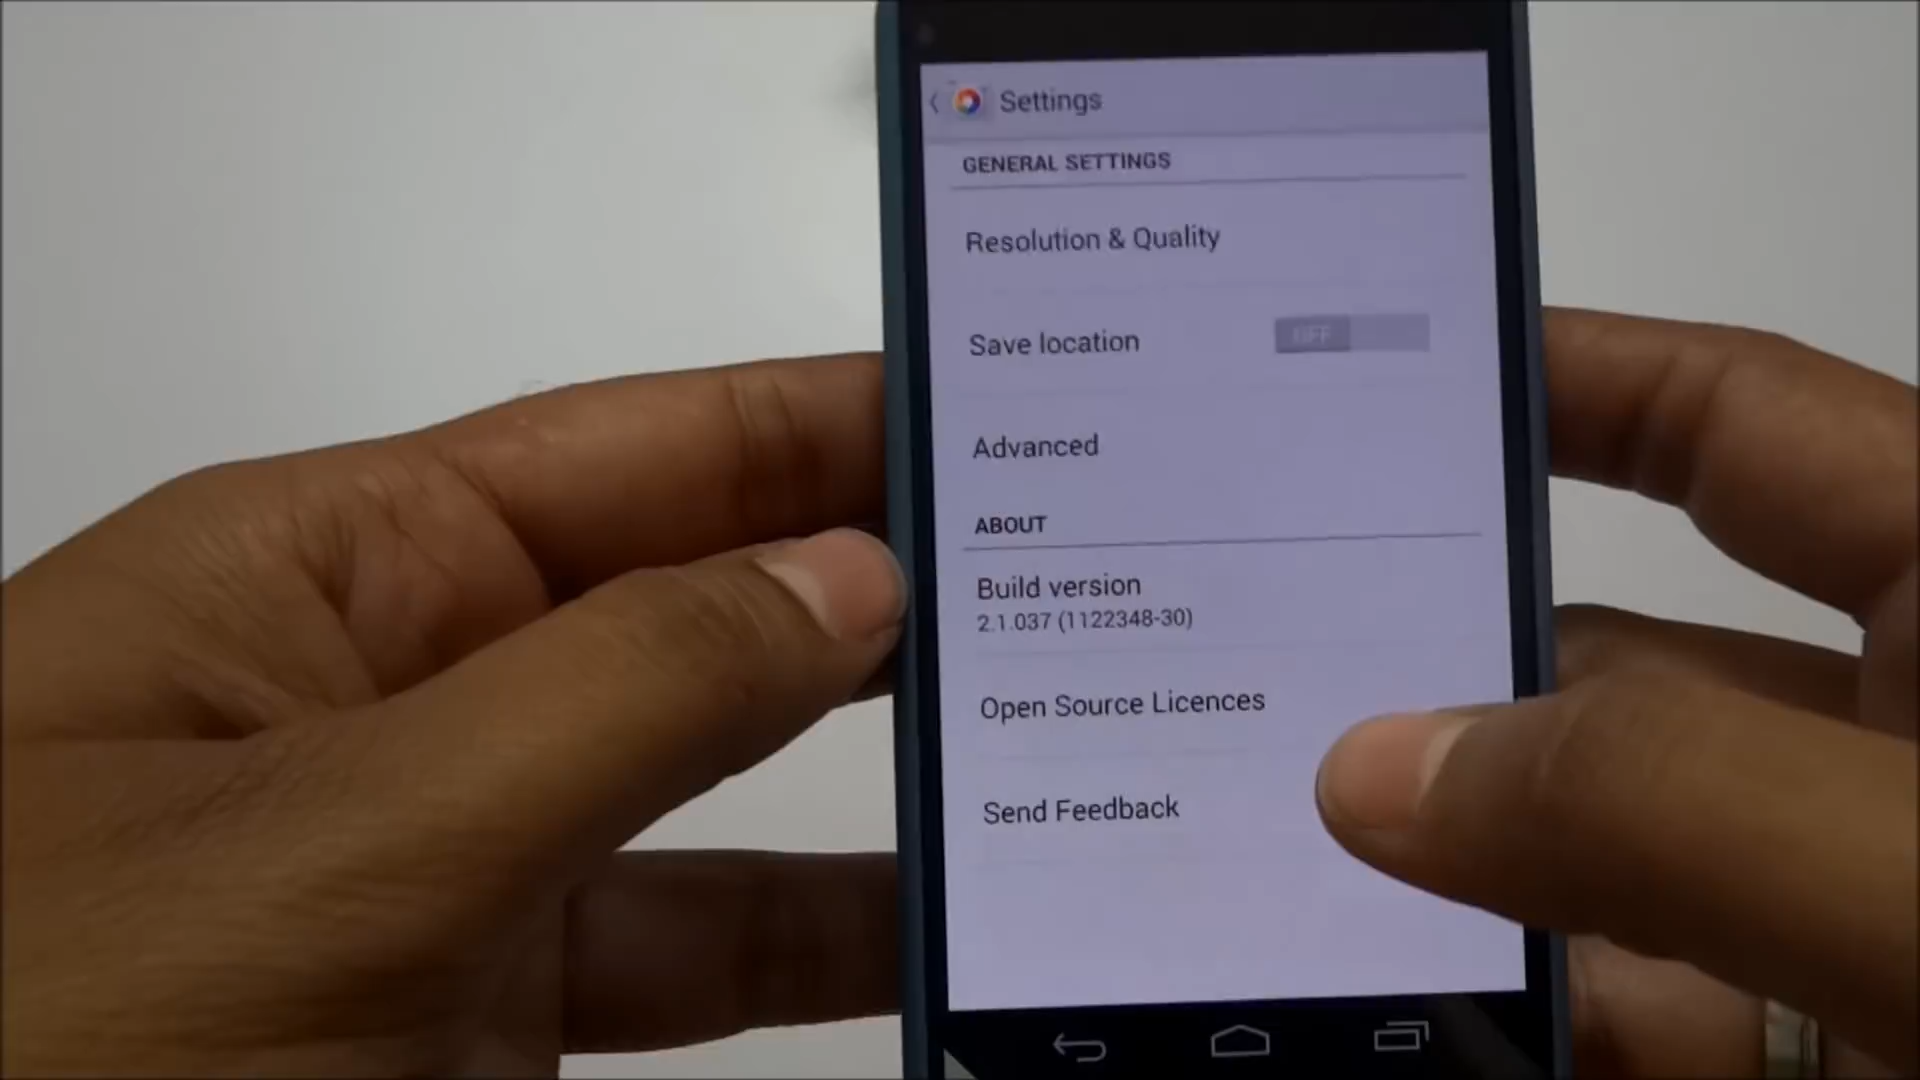 Settings
GENERAL SETTINGS
Resolution & Quality
Save location
OFF
Advanced
ABOUT
Build version
2.1.037 (1122348-30)
Open Source Licences
Send Feedback